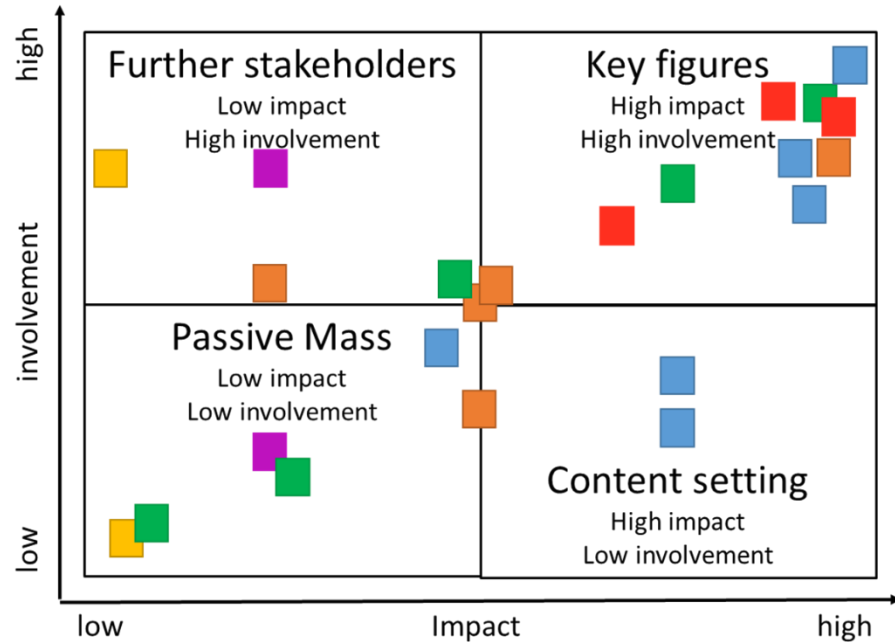 high
Further stakeholders
Low impact
High involvement
Key figures
High impact
High involvement
involvement
Passive Mass
Low impact
Low involvement
Content setting
High impact
Low involvement
low
low
Impact
high